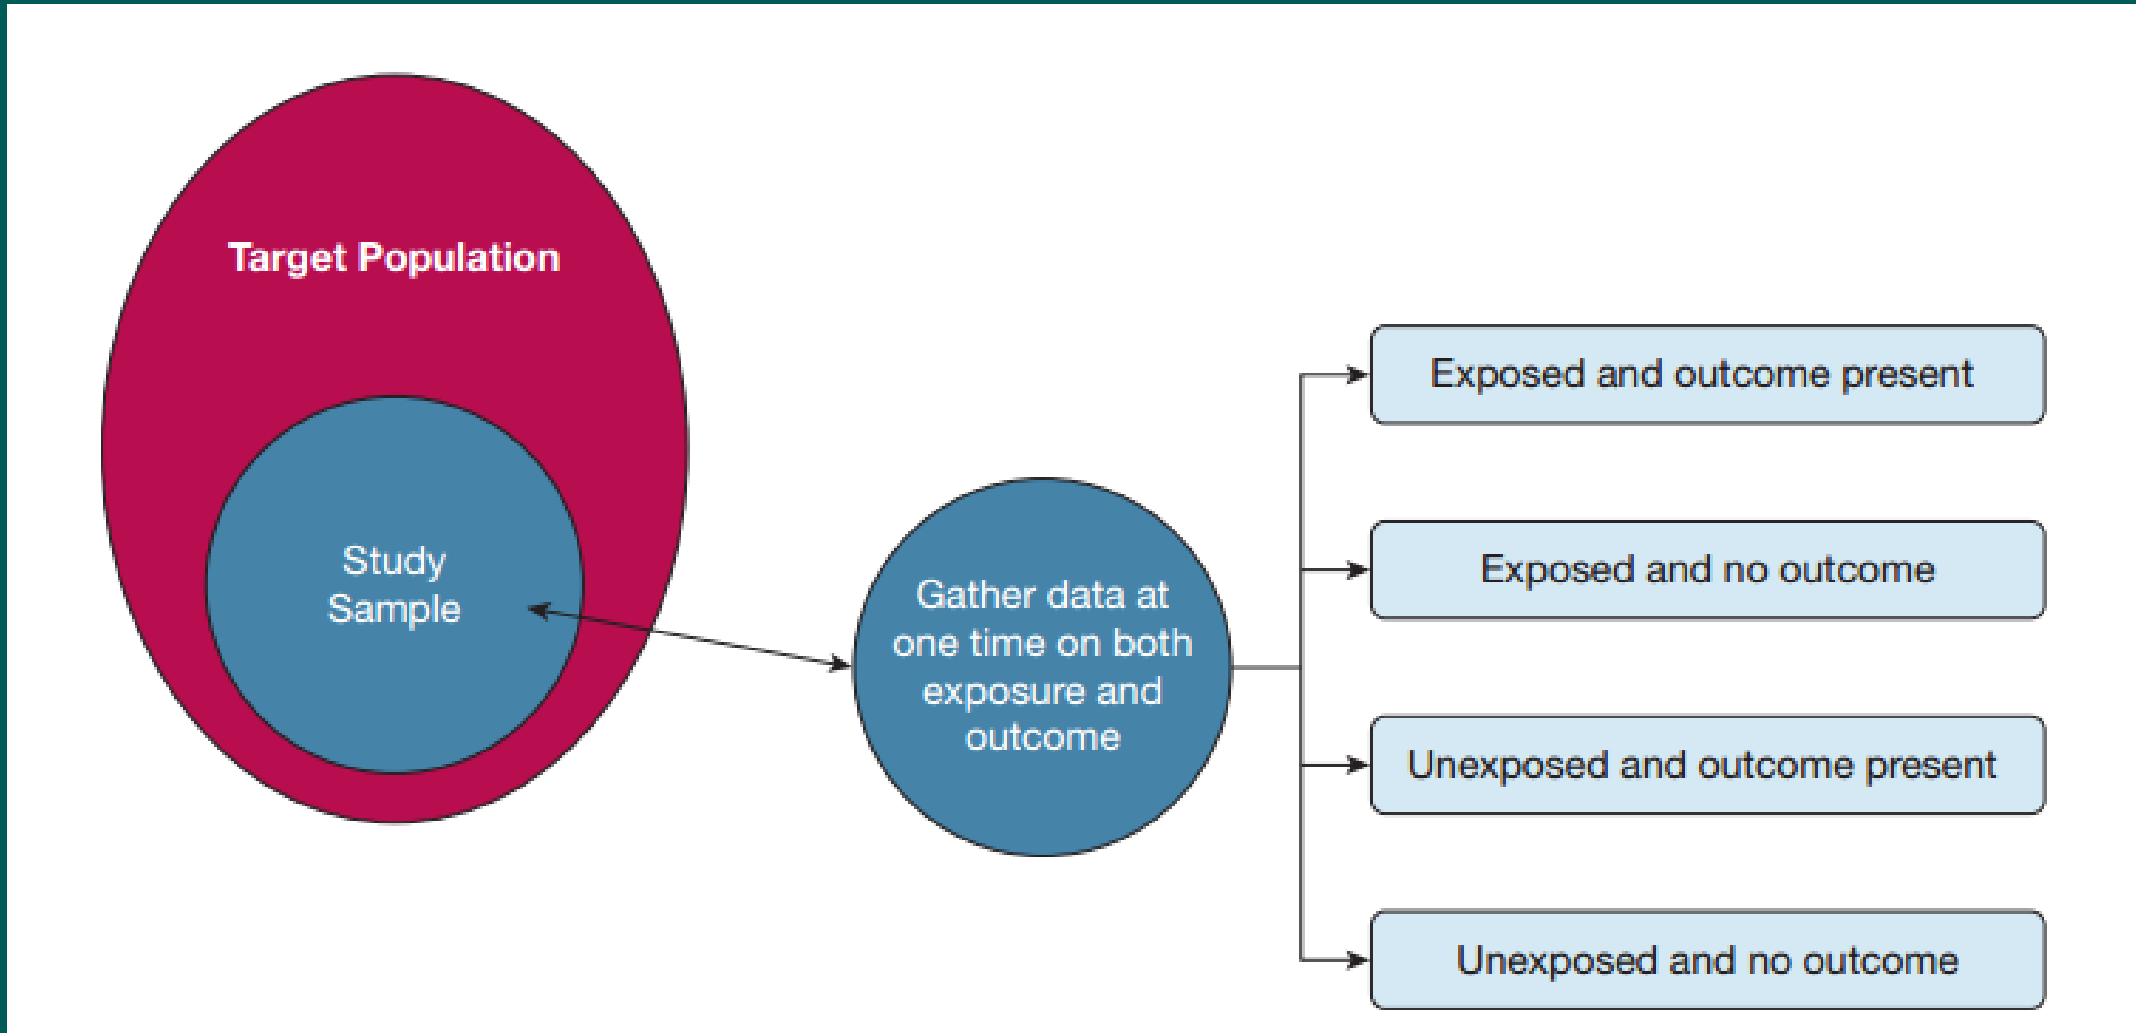 Target Population
Study
Sample
Gather data at
one time on both
exposure and
outcome
Exposed and outcome present
Exposed and no outcome
Unexposed and outcome present
Unexposed and no outcome